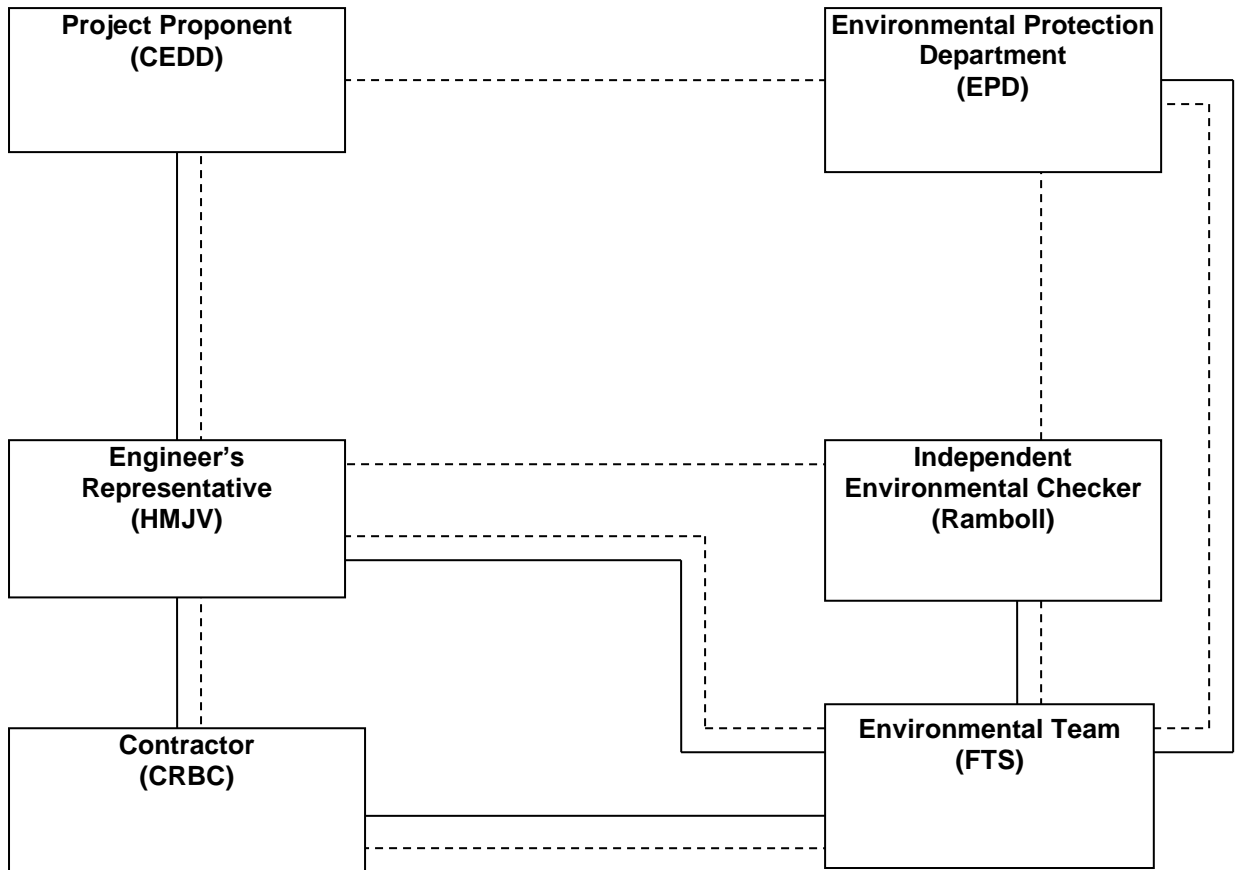 Project Proponent
(CEDD)
Environmental Protection
Department
(EPD)
Engineer's
Representative
(HMJV)
Independent
Environmental Checker
(Ramboll)
Contractor
(CRBC)
Environmental Team
(FTS)